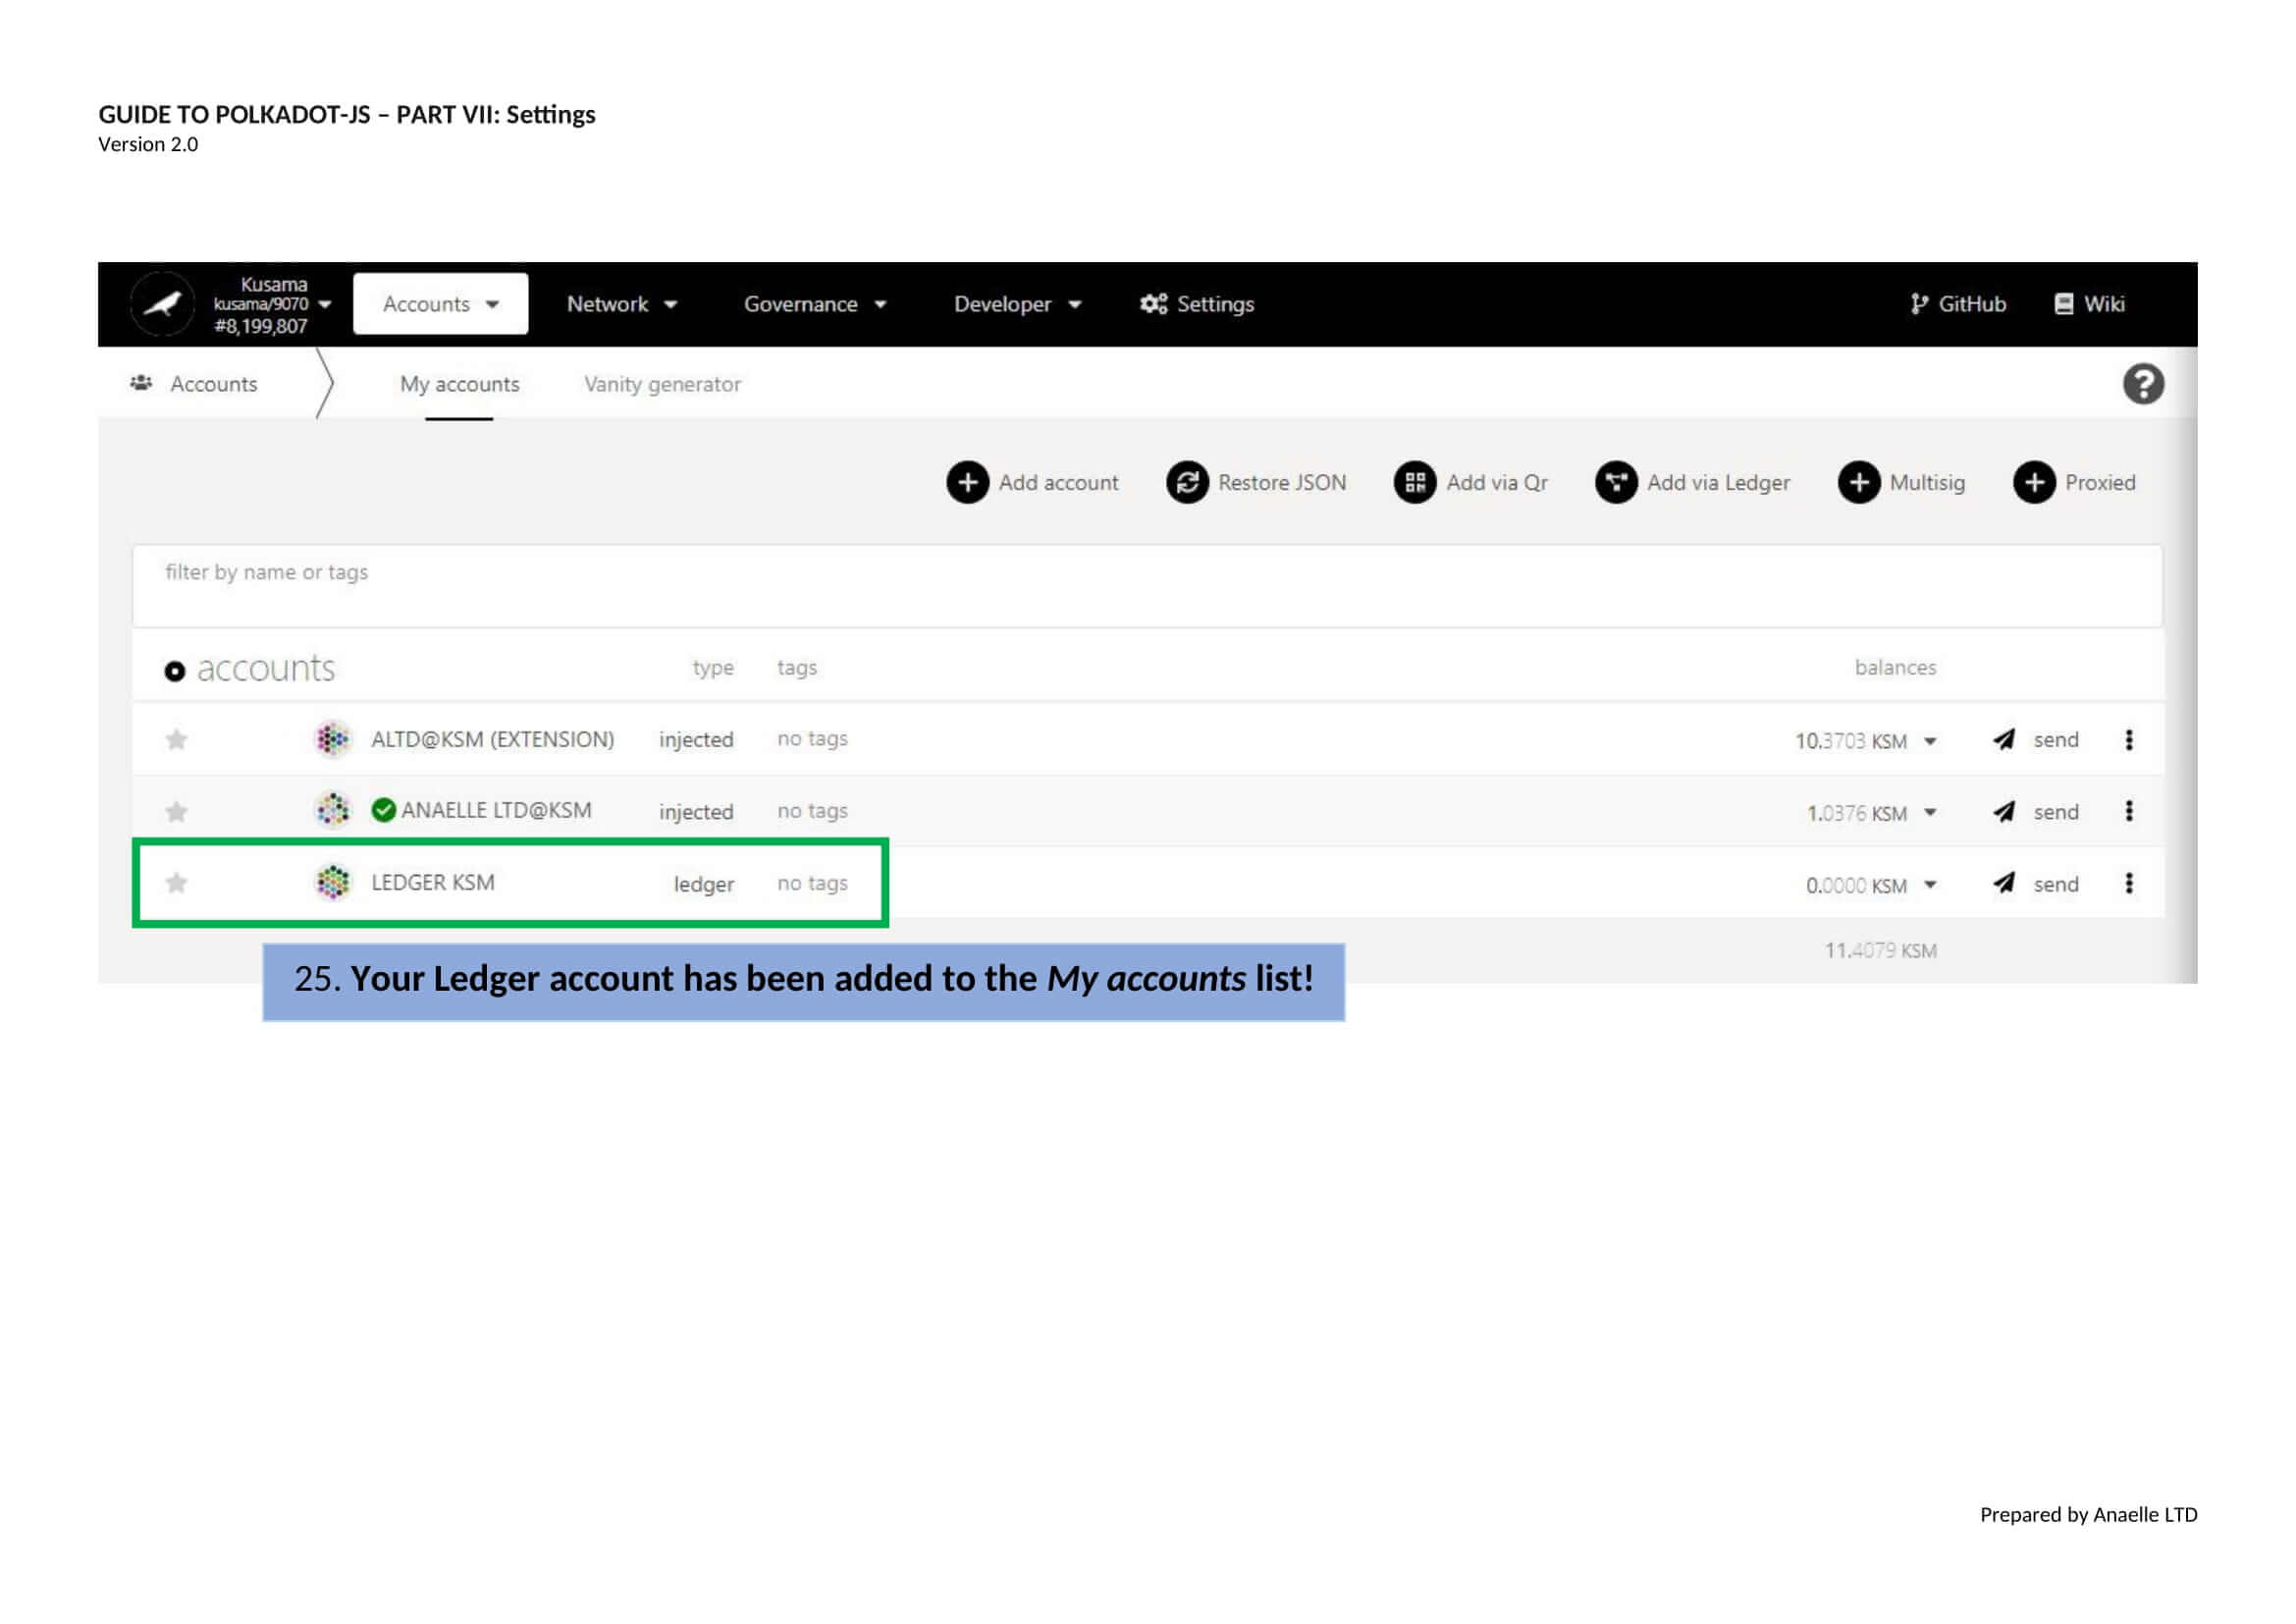 GUIDE TO POLKADOT-JS – PART VII: Settings
Version 2.0
Kusama
kusama/9070
#8,199,807
Accounts Network Governance Developer Settings GitHub Wiki
Accounts My accounts Vanity generator
Add account Restore JSON Add via Qr Add via Ledger Multisig Proxied
filter by name or tags
accounts type tags balances
ALTD@KSM (EXTENSION) injected no tags 10.3703 KSM send
ANAELLE LTD@KSM injected no tags 1.0376 KSM send
LEDGER KSM ledger no tags 0.0000 KSM send
11.4079 KSM
25. Your Ledger account has been added to the My accounts list!
Prepared by Anaelle LTD